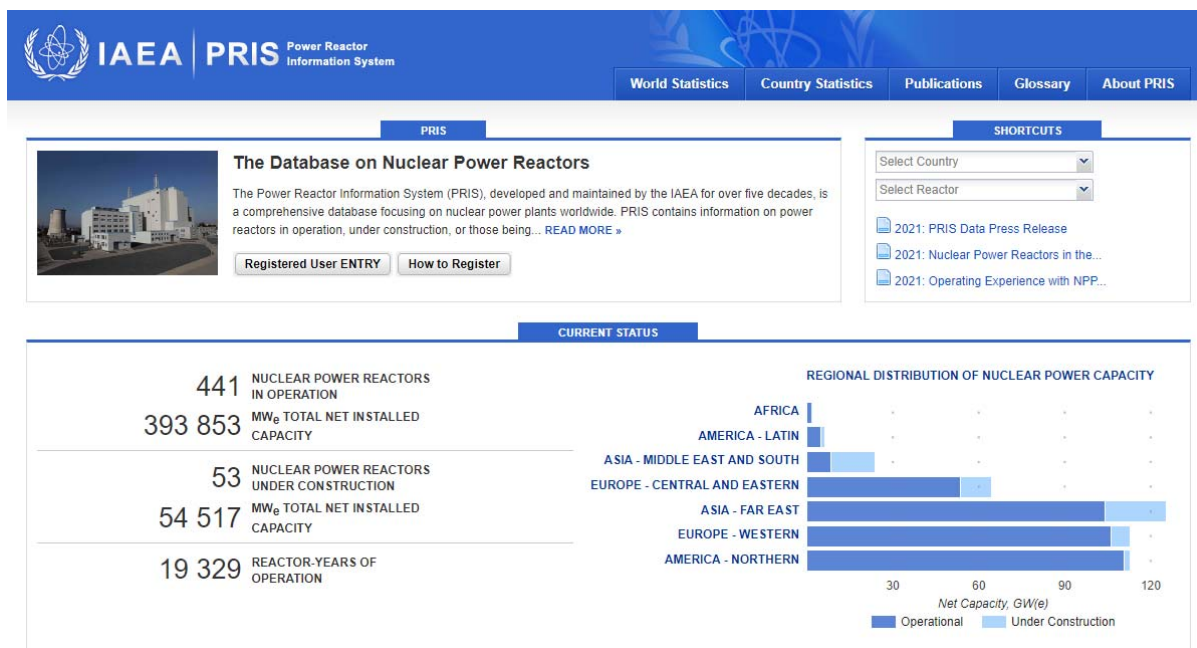 IAEA PRIS Power Reactor
Information System
World Statistics Country Statistics Publications Glossary About PRIS
PRIS
The Database on Nuclear Power Reactors
The Power Reactor Information System (PRIS), developed and maintained by the IAEA for over five decades, is
a comprehensive database focusing on nuclear power plants worldwide. PRIS contains information on power
reactors in operation, under construction, or those being... READ MORE »
Registered User ENTRY How to Register
SHORTCUTS
Select Country
Select Reactor
2021: PRIS Data Press Release
2021: Nuclear Power Reactors in the...
2021: Operating Experience with NPP...
CURRENT STATUS
441 NUCLEAR POWER REACTORS
IN OPERATION
393 853 MWe TOTAL NET INSTALLED
CAPACITY
53 NUCLEAR POWER REACTORS
UNDER CONSTRUCTION
54 517 MWe TOTAL NET INSTALLED
CAPACITY
19 329 REACTOR-YEARS OF
OPERATION
REGIONAL DISTRIBUTION OF NUCLEAR POWER CAPACITY
AFRICA
AMERICA - LATIN
ASIA - MIDDLE EAST AND SOUTH
EUROPE - CENTRAL AND EASTERN
ASIA - FAR EAST
EUROPE - WESTERN
AMERICA - NORTHERN
30 60 90 120
Net Capacity, GW(e)
Operational Under Construction